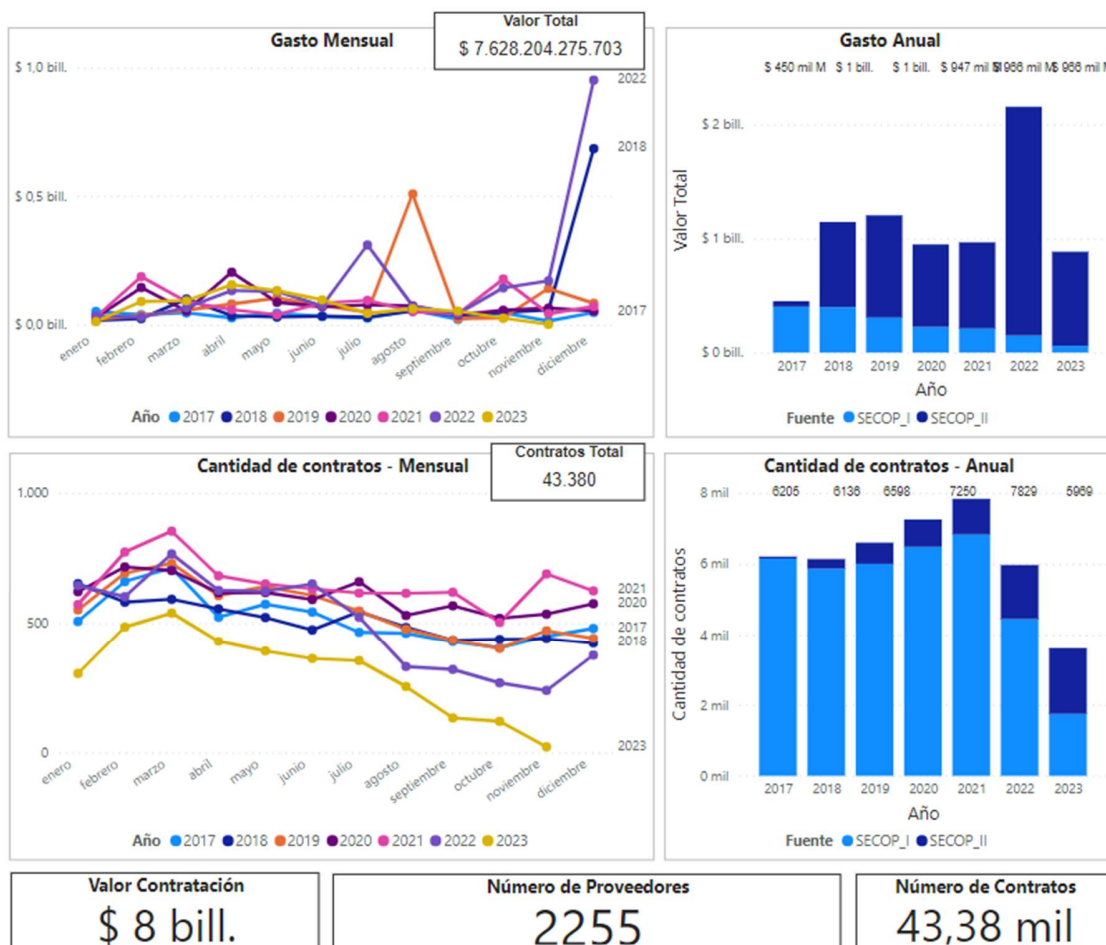 Gasto Mensual
Valor Total
$ 7.628.204.275.703
$ 1,0 bill.
$ 0,5 bill.
$ 0,0 bill.
2022
2018
2017
enero febrero marzo abril mayo junio julio agosto septiembre octubre noviembre diciembre
Año 2017 2018 2019 2020 2021 2022 2023
Gasto Anual
$ 450 mil M $ 1 bill. $ 1 bill. $ 947 mil M $ 966 mil M $ 966 mil M
Valor Total
$ 2 bill.
$ 1 bill.
$ 0 bill.
2017 2018 2019 2020 2021 2022 2023
Año
Fuente SECOP_I SECOP_II
Cantidad de contratos - Mensual
Contratos Total
43.380
1.000
500
0
2021
2020
2017
2018
2023
enero febrero marzo abril mayo junio julio agosto septiembre octubre noviembre diciembre
Año 2017 2018 2019 2020 2021 2022 2023
Cantidad de contratos - Anual
6205 6136 6598 7250 7829 5969
Cantidad de contratos
8 mil
6 mil
4 mil
2 mil
0 mil
2017 2018 2019 2020 2021 2022 2023
Año
Fuente SECOP_I SECOP_II
Valor Contratación
$ 8 bill.
Número de Proveedores
2255
Número de Contratos
43,38 mil